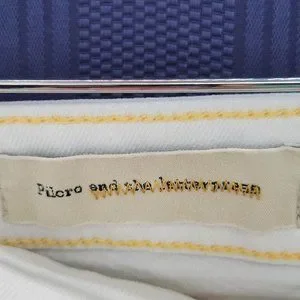 Pilcro and the letterpress